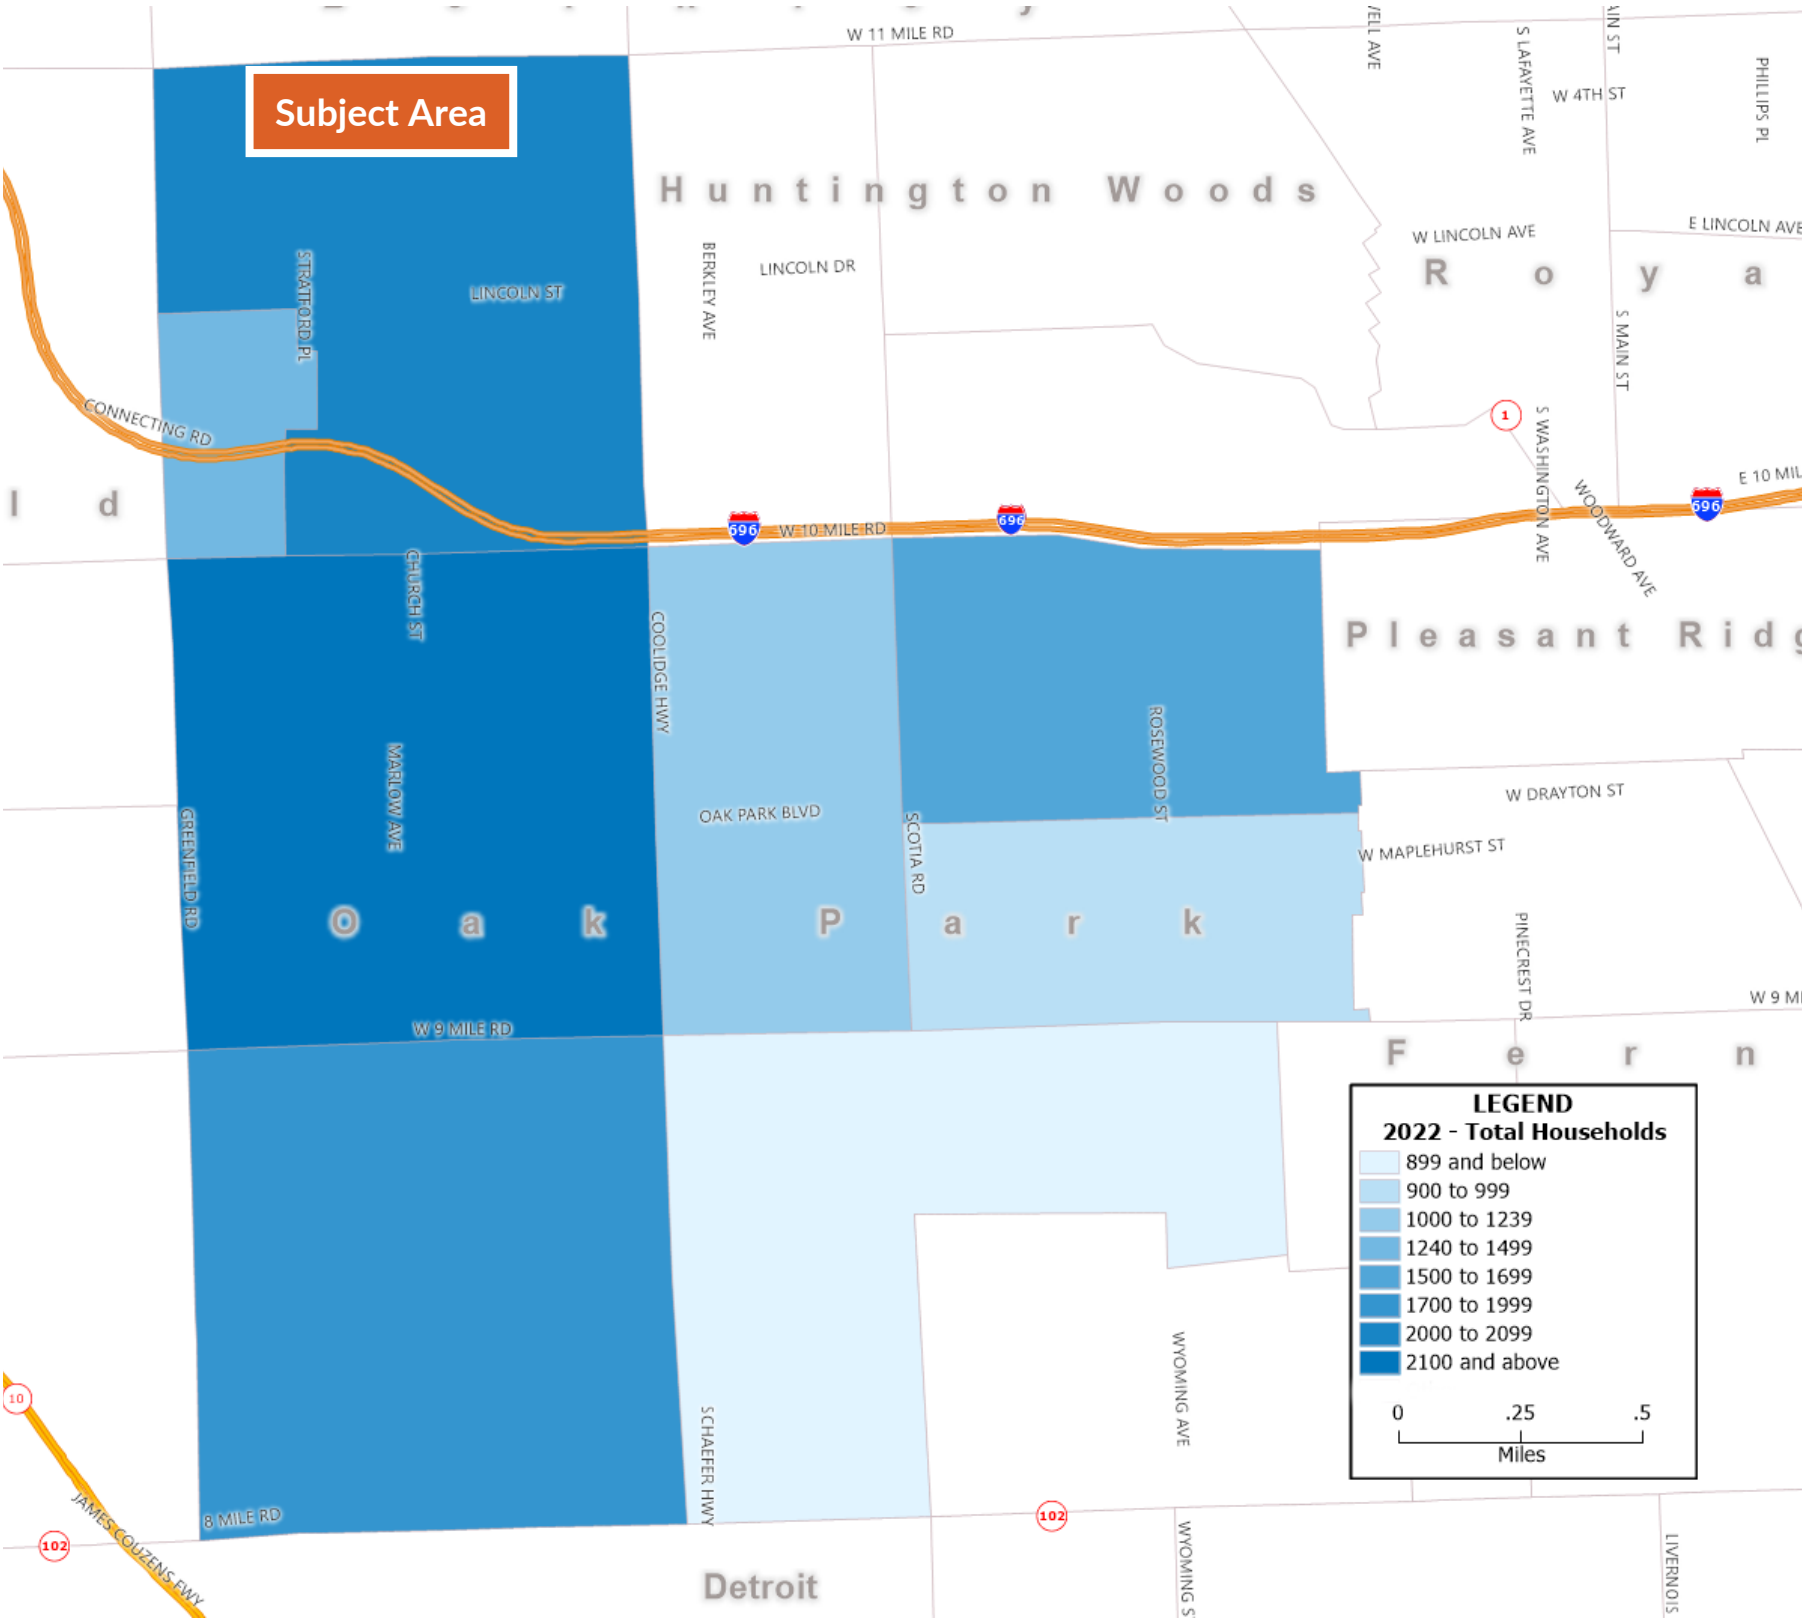 W 11 MILE RD
Subject Area
S LAFAYETTE AVE
W 4TH ST
PHILLIPS PL
Huntington Woods
W LINCOLN AVE
E LINCOLN AVE
STRATFORD PL
LINCOLN ST
BERKLEY AVE
LINCOLN DR
R o y a
S MAIN ST
CONNECTING RD
1
S WASHINGTON AVE
WOODWARD AVE
E 10 MIL
l d
696
W 10 MILE RD
696
696
CHURCH ST
COOLIDGE HWY
Pleasant Ridg
ROSEWOOD ST
MARLOW AVE
GREENFIELD RD
OAK PARK BLVD
SCOTIA RD
W DRAYTON ST
W MAPLEHURST ST
Oak Park
PINECREST DR
W 9 MI
W 9 MILE RD
F e r n
LEGEND
2022 - Total Households
899 and below
900 to 999
1000 to 1239
1240 to 1499
1500 to 1699
1700 to 1999
2000 to 2099
2100 and above
0 .25 .5
Miles
WYOMING AVE
10
SCHAEFER HWY
8 MILE RD
JAMES COUZENS FWY
102
102
WYOMING S
LIVERNOIS
Detroit